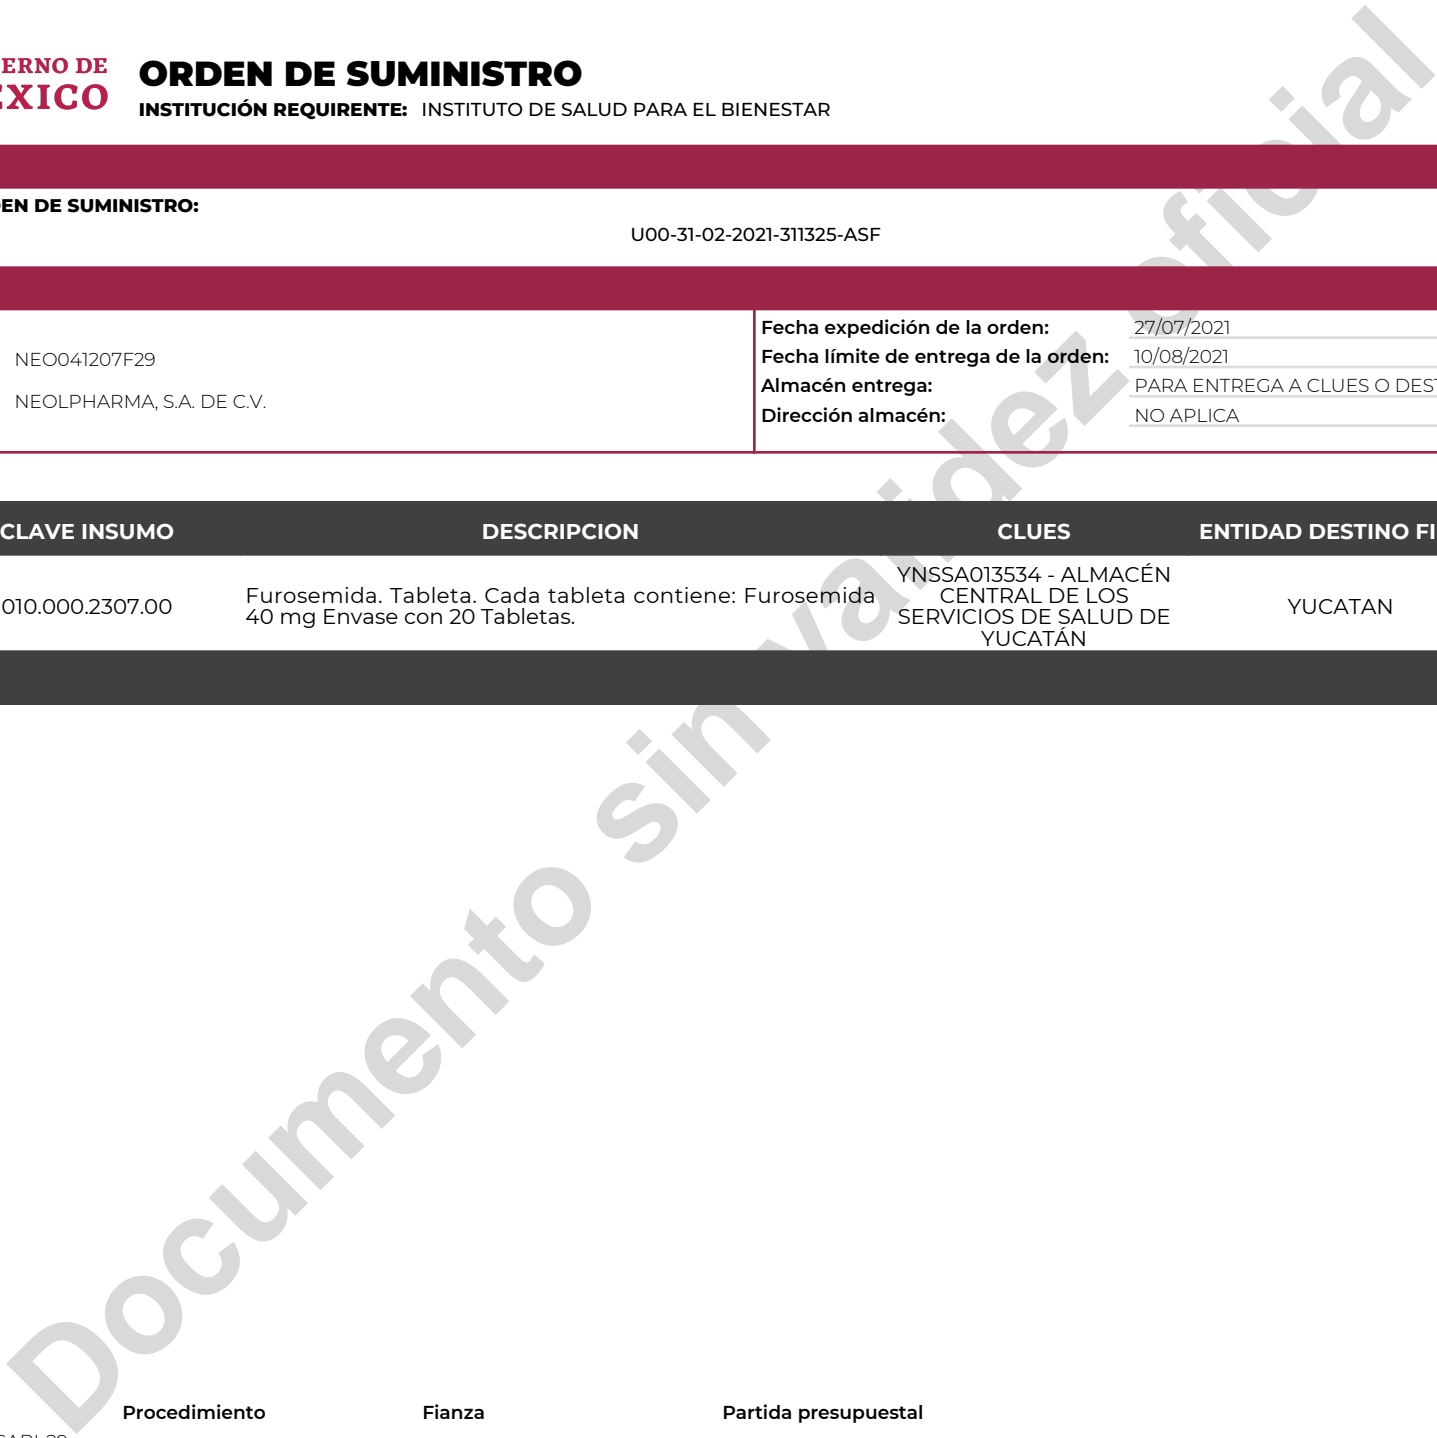 ERNO DE
EXICO
ORDEN DE SUMINISTRO
INSTITUCIÓN REQUIRENTE: INSTITUTO DE SALUD PARA EL BIENESTAR
EN DE SUMINISTRO:
U00-31-02-2021-311325-ASF
NEO041207F29
NEOLPHARMA, S.A. DE C.V.
Fecha expedición de la orden: 27/07/2021
Fecha límite de entrega de la orden: 10/08/2021
Almacén entrega: PARA ENTREGA A CLUES O DEST
Dirección almacén: NO APLICA
CLAVE INSUMO DESCRIPCION CLUES ENTIDAD DESTINO FI
010.000.2307.00
Furosemida. Tableta. Cada tableta contiene: Furosemida
40 mg Envase con 20 Tabletas.
YNSSA013534 - ALMACÉN
CENTRAL DE LOS
SERVICIOS DE SALUD DE
YUCATÁN
YUCATAN
Documento sin validez oficial
Procedimiento Fianza Partida presupuestal